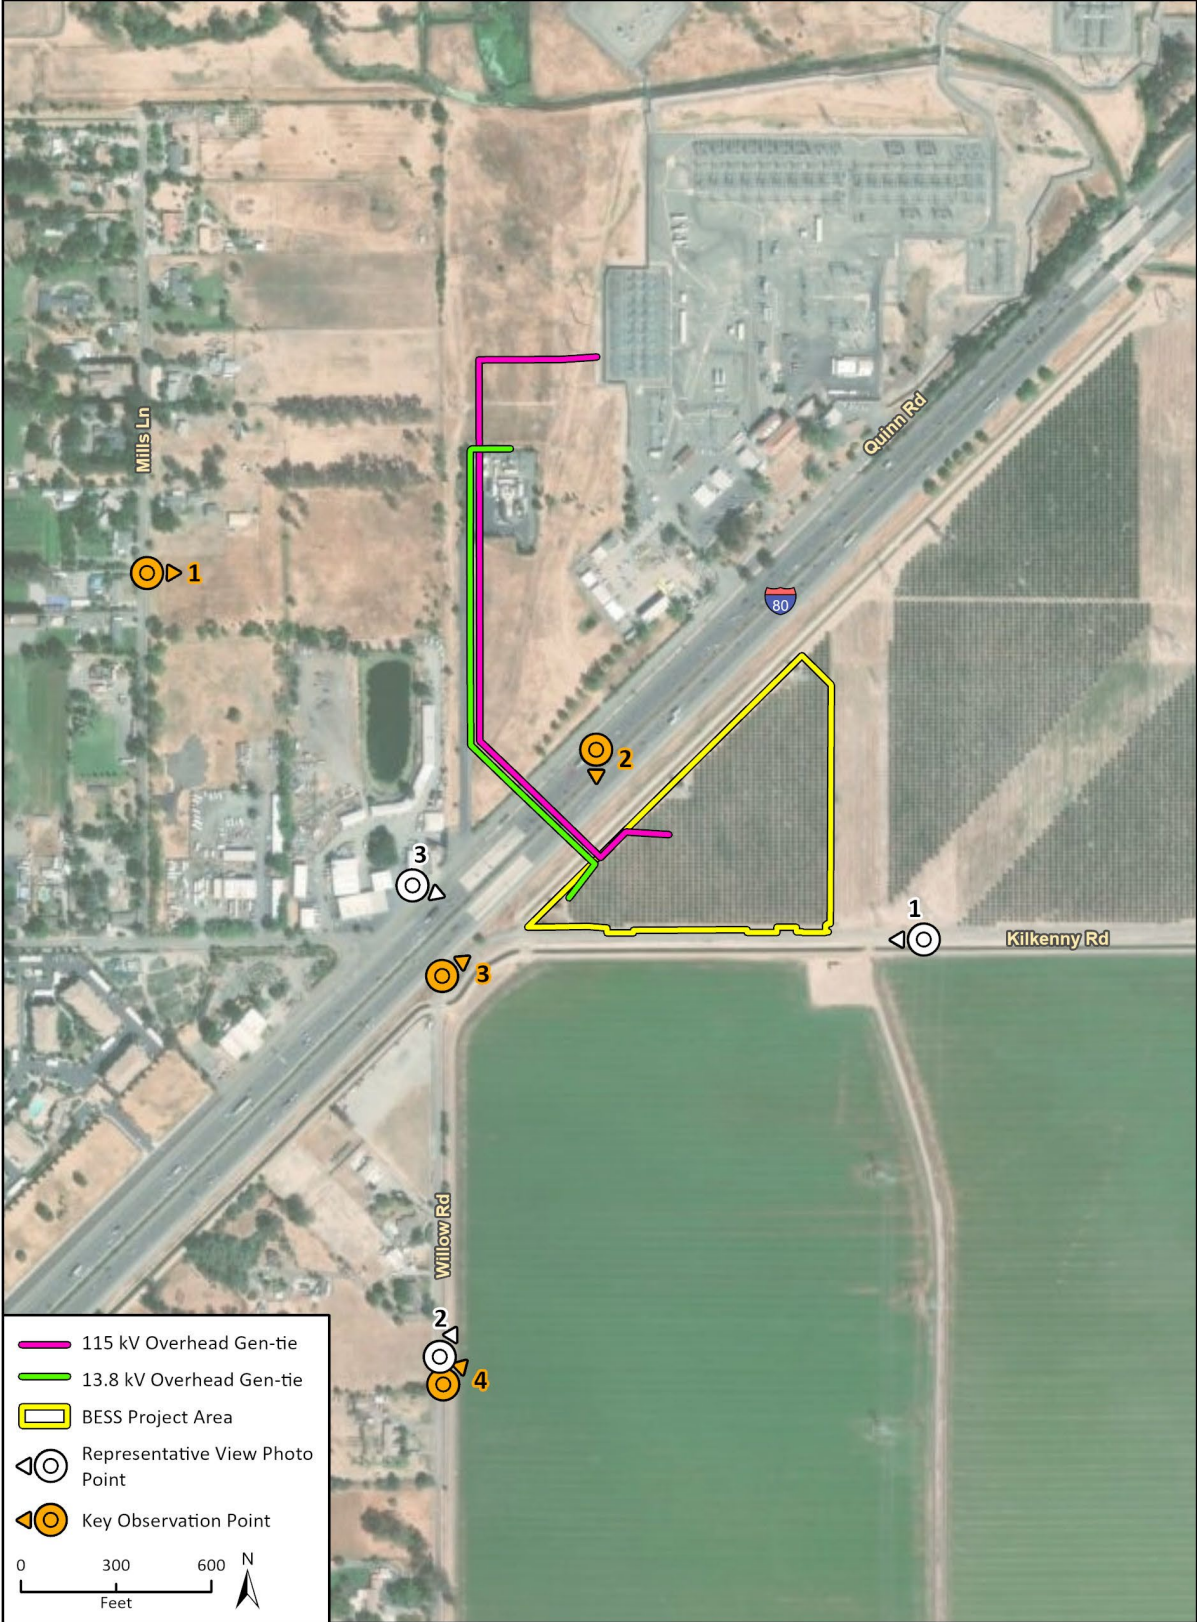 Quinn Rd
Mills Ln
1
80
2
3
1
Kilkenny Rd
3
Willow Rd
2
4
115 kV Overhead Gen-tie
13.8 kV Overhead Gen-tie
BESS Project Area
Representative View Photo
Point
Key Observation Point
0 300 600
Feet
N